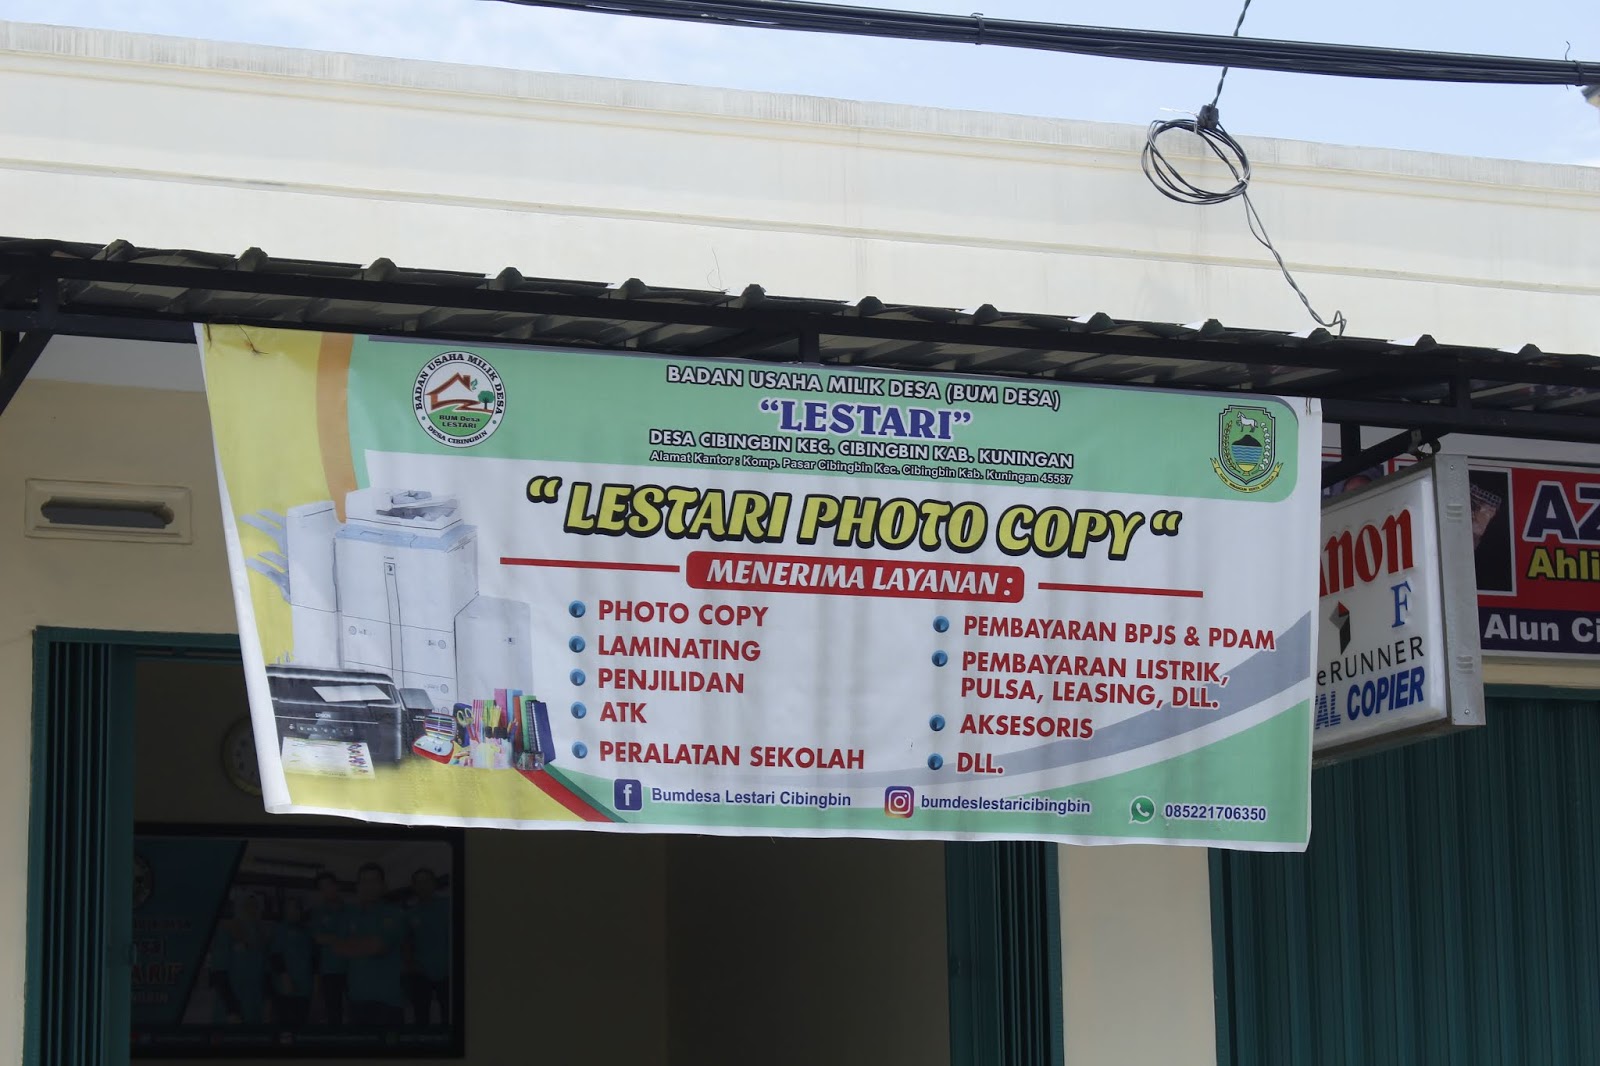 BADAN USAHA MILIK DESA
BUM Desa
LESTARI
DESA CIBINGBIN
BADAN USAHA MILIK DESA (BUM DESA)
"LESTARI"
DESA CIBINGBIN KEC. CIBINGBIN KAB. KUNINGAN
Alamat Kantor : Komp. Pasar Cibingbin Kec. Cibingbin Kab. Kuningan 45587
“ LESTARI PHOTO COPY “
MENERIMA LAYANAN :
PHOTO COPY
LAMINATING
PENJILIDAN
ATK
PERALATAN SEKOLAH
PEMBAYARAN BPJS & PDAM
PEMBAYARAN LISTRIK,
PULSA, LEASING, DLL.
AKSESORIS
DLL.
Bumdesa Lestari Cibingbin
bumdeslestaricibingbin
085221706350
anon
F
eRUNNER
TAL COPIER
AZ
Ahli
Alun Ci